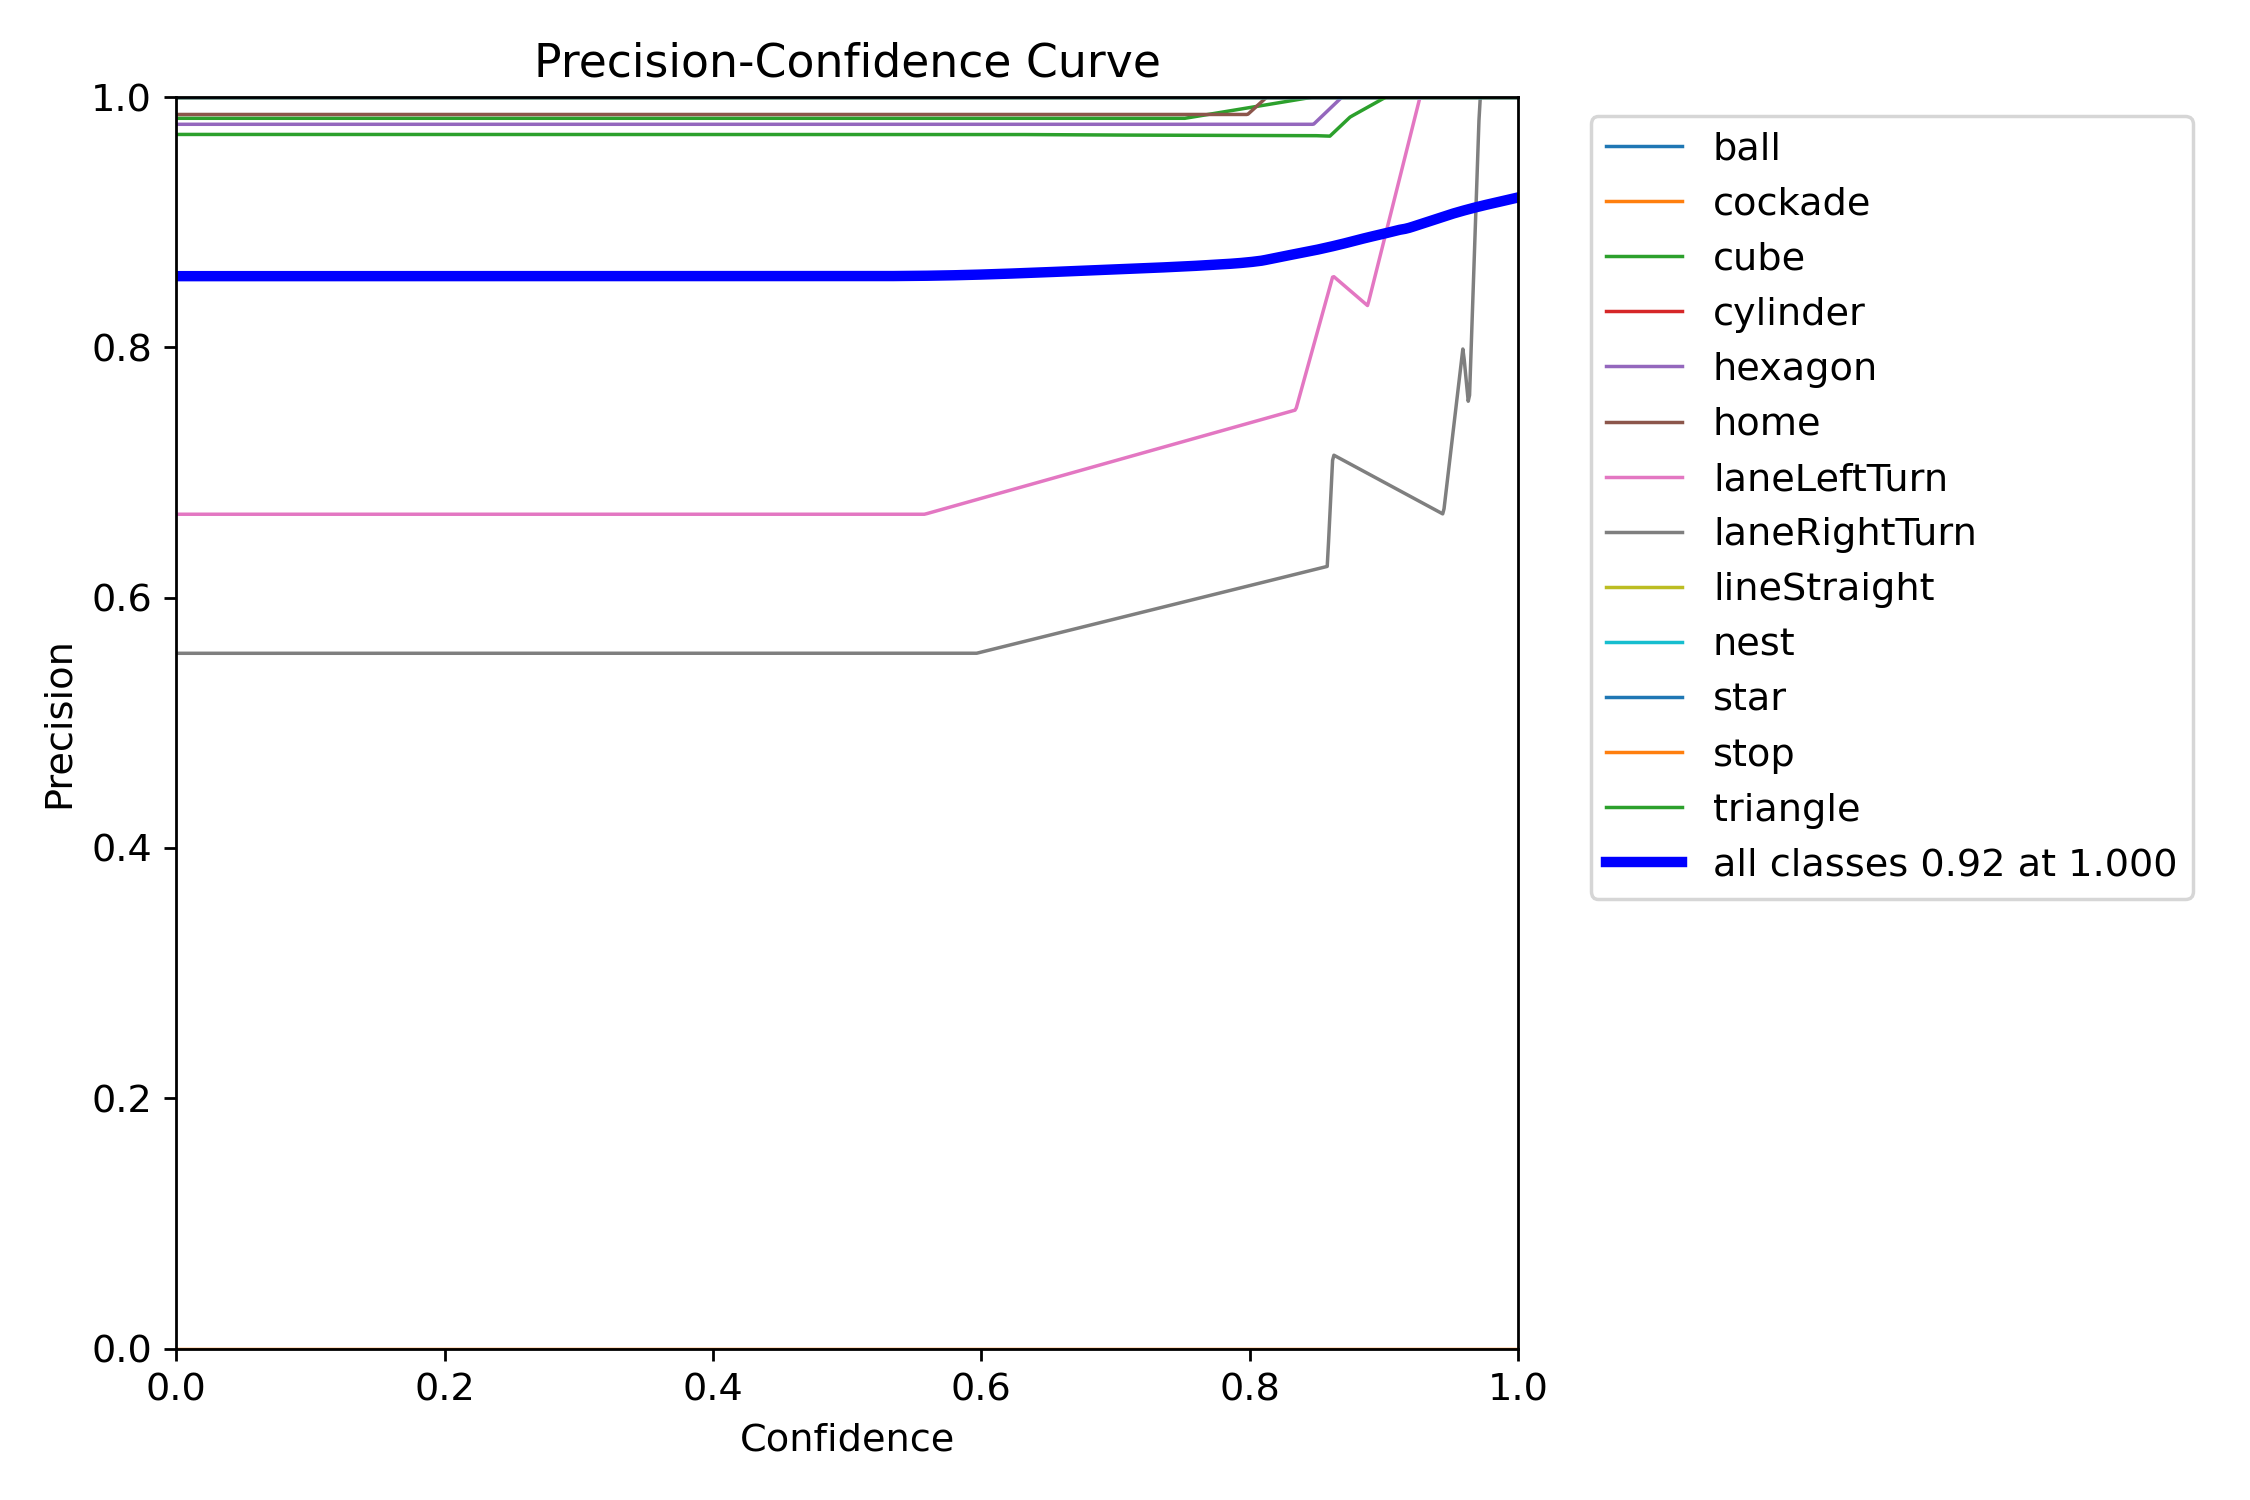 Precision-Confidence Curve
1.0
0.8
0.6
0.4
0.2
0.0
Precision
0.0 0.2 0.4 0.6 0.8 1.0
Confidence
ball
cockade
cube
cylinder
hexagon
home
laneLeftTurn
laneRightTurn
lineStraight
nest
star
stop
triangle
all classes 0.92 at 1.000